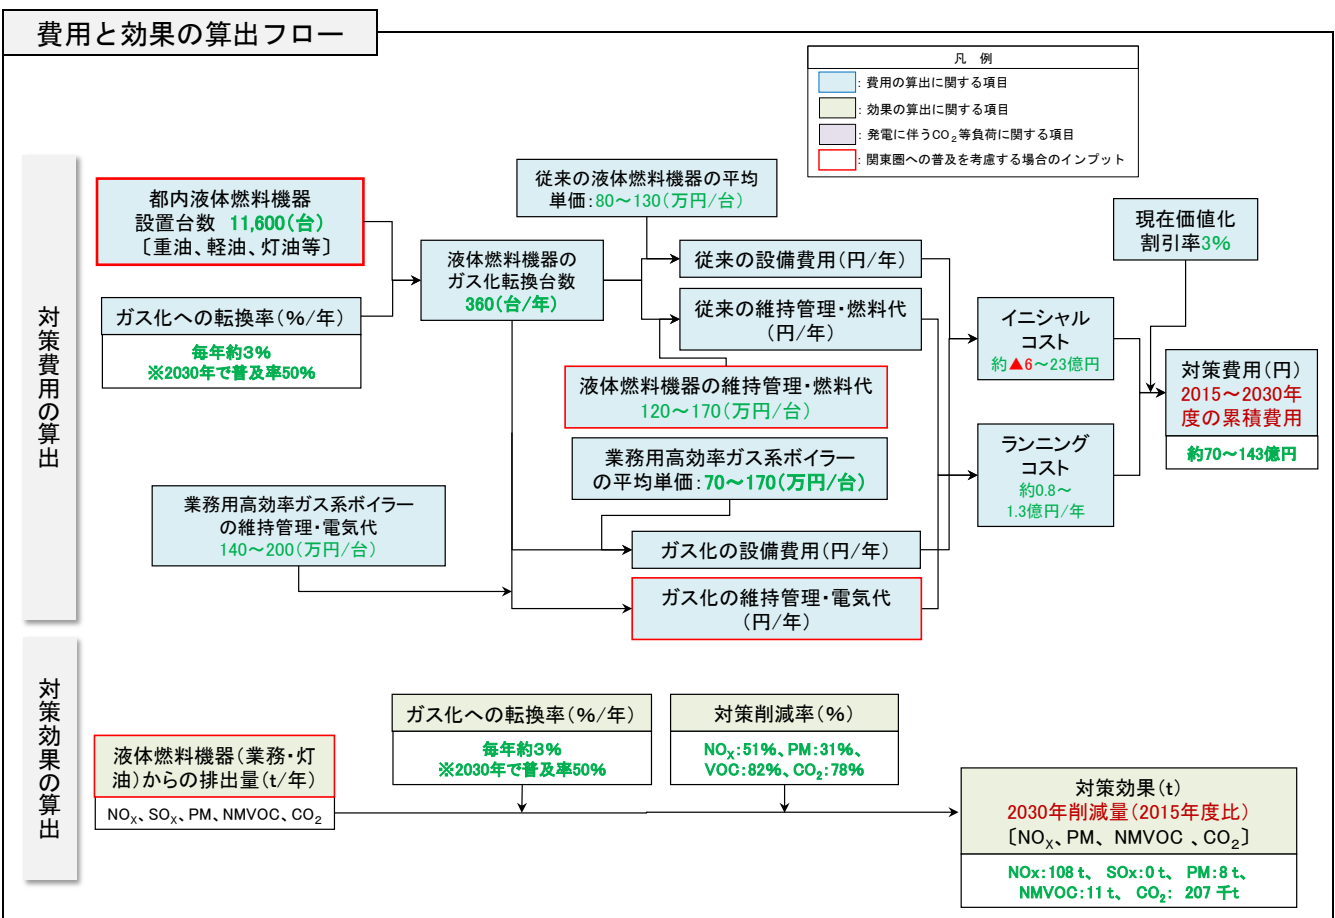 費用と効果の算出フロー
凡 例
：費用の算出に関する項目
：効果の算出に関する項目
：発電に伴うCO₂等負荷に関する項目
：関東圏への普及を考慮する場合のインプット
対策費用の算出
都内液体燃料機器
設置台数 11,600(台)
〔重油、軽油、灯油等〕
ガス化への転換率(%/年)
毎年約3%
※2030年で普及率50%
液体燃料機器の
ガス化転換台数
360(台/年)
従来の液体燃料機器の平均
単価：80～130(万円/台)
従来の設備費用(円/年)
従来の維持管理・燃料代
(円/年)
液体燃料機器の維持管理・燃料代
120～170(万円/台)
業務用高効率ガス系ボイラー
の平均単価：70～170(万円/台)
業務用高効率ガス系ボイラー
の維持管理・電気代
140～200(万円/台)
ガス化の設備費用(円/年)
ガス化の維持管理・電気代
(円/年)
イニシャル
コスト
約▲6～23億円
ランニング
コスト
約0.8～
1.3億円/年
現在価値化
割引率3%
対策費用(円)
2015～2030年
度の累積費用
約70～143億円
対策効果の算出
液体燃料機器(業務・灯
油)からの排出量(t/年)
NOX、SOX、PM、NMVOC、CO₂
ガス化への転換率(%/年)
毎年約3%
※2030年で普及率50%
対策削減率(%)
NOX:51%、PM:31%、
VOC:82%、CO₂:78%
対策効果(t)
2030年削減量(2015年度比)
〔NOX、PM、 NMVOC 、CO₂〕
NOx:108 t、 SOx:0 t、 PM:8 t、
NMVOC:11 t、 CO₂: 207 千t